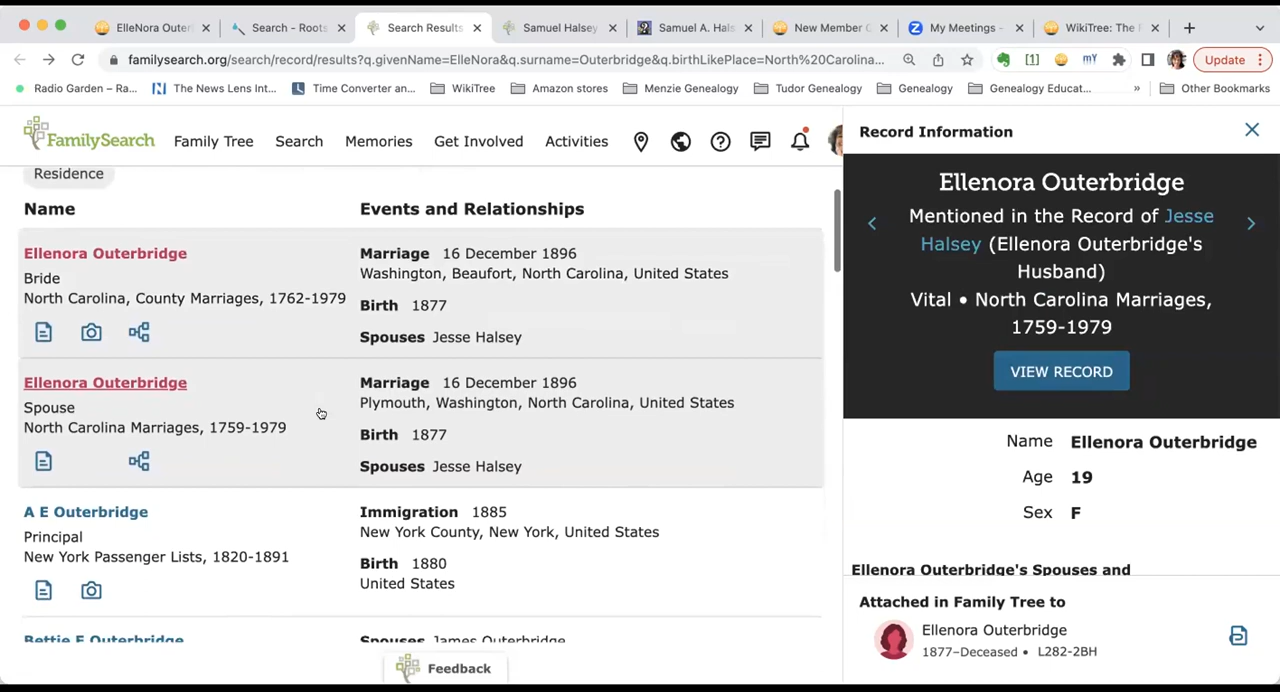 ElleNora Outer
Search - Roots
Search Results
Samuel Halsey
Samuel A. Hals
New Member G
My Meetings -
WikiTree: The F
familysearch.org/search/record/results?q.givenName=ElleNora&q.surname=Outerbridge&q.birthLikePlace=North%20Carolina...
[1]
mY
Update
Radio Garden – Ra...
The News Lens Int...
Time Converter an...
WikiTree
Amazon stores
Menzie Genealogy
Tudor Genealogy
Genealogy
Genealogy Educat...
»
Other Bookmarks
FamilySearch
Family Tree
Search
Memories
Get Involved
Activities
Residence
Name
Events and Relationships
Ellenora Outerbridge
Bride
North Carolina, County Marriages, 1762-1979
Marriage 16 December 1896
Washington, Beaufort, North Carolina, United States
Birth 1877
Spouses Jesse Halsey
Ellenora Outerbridge
Spouse
North Carolina Marriages, 1759-1979
Marriage 16 December 1896
Plymouth, Washington, North Carolina, United States
Birth 1877
Spouses Jesse Halsey
A E Outerbridge
Principal
New York Passenger Lists, 1820-1891
Immigration 1885
New York County, New York, United States
Birth 1880
United States
Bettie E Outerbridge
Spouses James Outerbridge
Feedback
Record Information
Ellenora Outerbridge
Mentioned in the Record of Jesse
Halsey (Ellenora Outerbridge's
Husband)
Vital • North Carolina Marriages,
1759-1979
VIEW RECORD
Name Ellenora Outerbridge
Age 19
Sex F
Ellenora Outerbridge's Spouses and
Attached in Family Tree to
Ellenora Outerbridge
1877–Deceased • L282-2BH